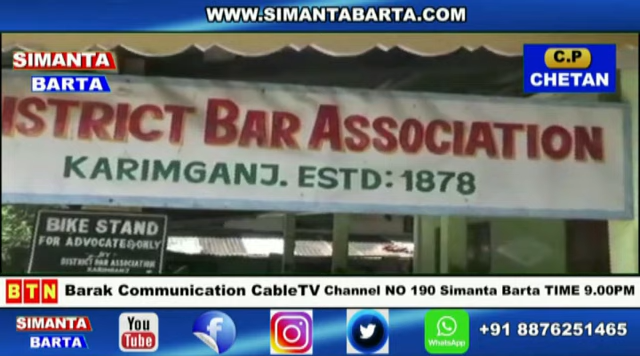 WWW.SIMANTABARTA.COM
SIMANTA
BARTA
C.P
CHETAN
ISTRICT BAR ASSOCIATION
KARIMGANJ. ESTD: 1878
BIKE STAND
FOR ADVOCATES ONLY
BY
DISTRICT BAR ASSOCIATION
KARIMGANJ
BTN Barak Communication CableTV Channel NO 190 Simanta Barta TIME 9.00PM
SIMANTA
BARTA
You
Tube
WhatsApp
+91 8876251465